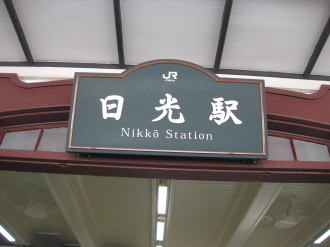 JR
日光駅
Nikkō Station